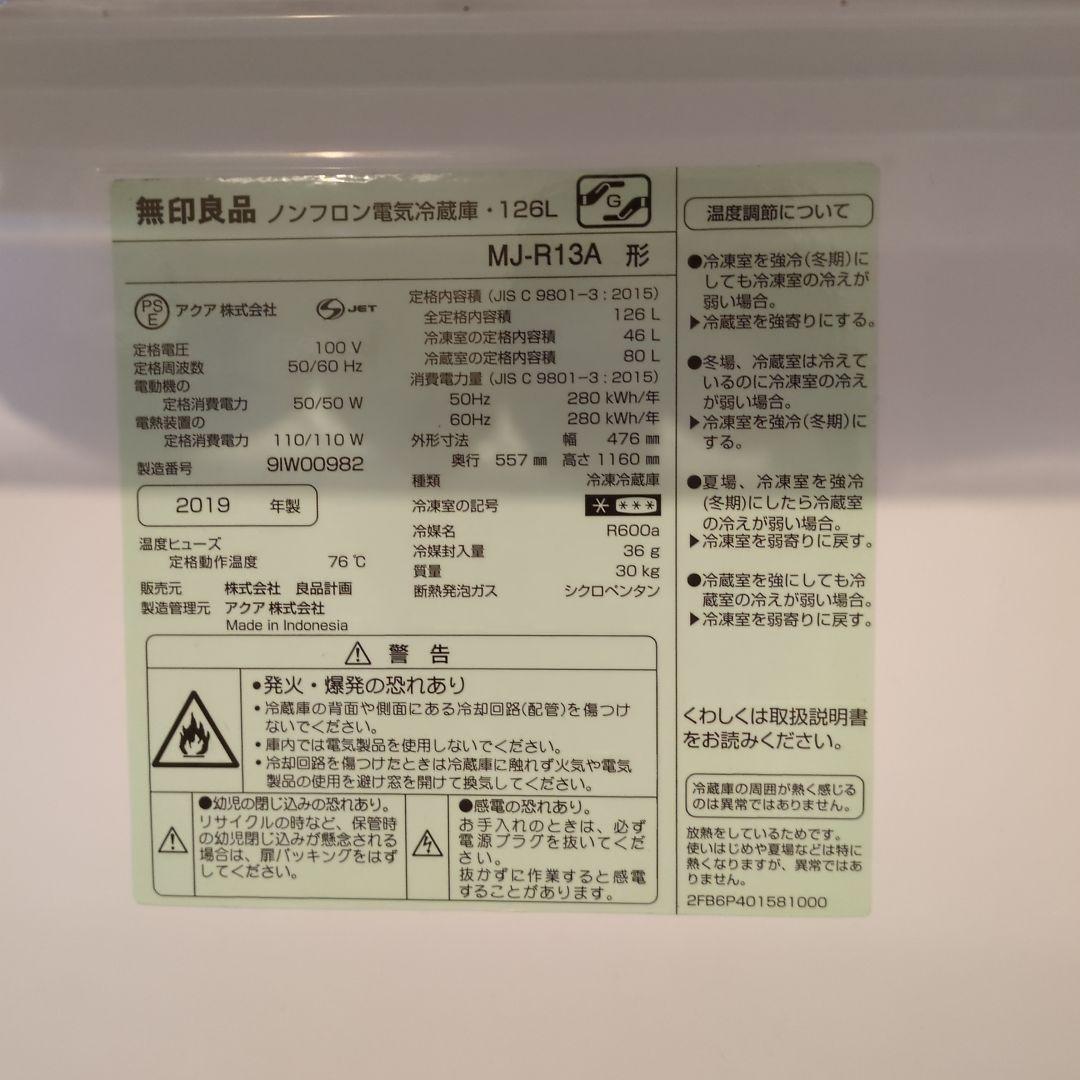 無印良品 ノンフロン電気冷蔵庫・126L
G
MJ-R13A 形
PS
E
アクア 株式会社
JET
定格電圧 100 V
定格周波数 50/60 Hz
電動機の
定格消費電力 50/50 W
電熱装置の
定格消費電力 110/110 W
製造番号 9IW00982
2019 年製
温度ヒューズ
定格動作温度 76 ℃
販売元 株式会社 良品計画
製造管理元 アクア 株式会社
Made in Indonesia
定格内容積 (JIS C 9801-3 : 2015)
全定格内容積 126 L
冷凍室の定格内容積 46 L
冷蔵室の定格内容積 80 L
消費電力量 (JIS C 9801-3 : 2015)
50Hz 280 kWh/年
60Hz 280 kWh/年
外形寸法 幅 476 ㎜
奥行 557 ㎜ 高さ 1160 ㎜
種類 冷凍冷蔵庫
冷凍室の記号
冷媒名 R600a
冷媒封入量 36 g
質量 30 kg
断熱発泡ガス シクロペンタン
警 告
•発火・爆発の恐れあり
•冷蔵庫の背面や側面にある冷却回路(配管)を傷つけ
ないでください。
•庫内では電気製品を使用しないでください。
•冷却回路を傷つけたときは冷蔵庫に触れず火気や電気
製品の使用を避け窓を開けて換気してください。
●幼児の閉じ込みの恐れあり。
リサイクルの時など、保管時
の幼児閉じ込みが懸念される
場合は、扉パッキングをはず
してください。
●感電の恐れあり。
お手入れのときは、必ず
電源プラグを抜いてくだ
さい。
抜かずに作業すると感電
することがあります。
温度調節について
●冷凍室を強冷(冬期)に
しても冷凍室の冷えが
弱い場合。
▶冷蔵室を強寄りにする。
●冬場、冷蔵室は冷えて
いるのに冷凍室の冷え
が弱い場合。
▶冷凍室を強冷(冬期)に
する。
●夏場、冷凍室を強冷
(冬期)にしたら冷蔵室
の冷えが弱い場合。
▶冷凍室を弱寄りに戻す。
●冷蔵室を強にしても冷
蔵室の冷えが弱い場合。
▶冷凍室を弱寄りに戻す。
くわしくは取扱説明書
をお読みください。
冷蔵庫の周囲が熱く感じる
のは異常ではありません。
放熱をしているためです。
使いはじめや夏場などは特に
熱くなりますが、異常ではあ
りません。
2FB6P401581000